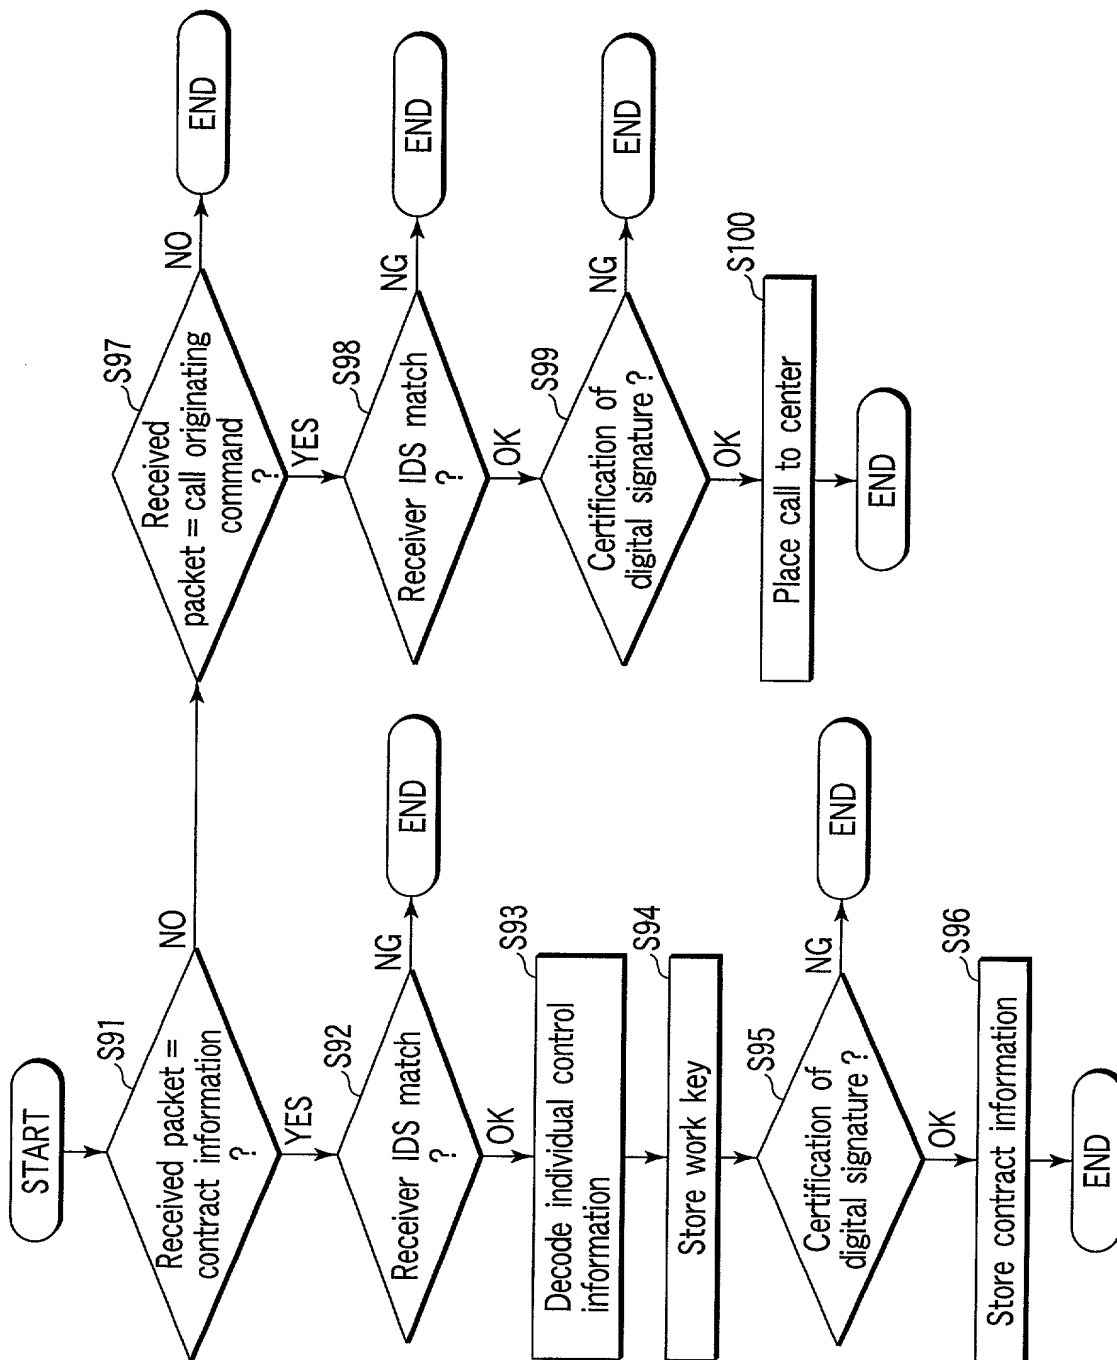 START
S91
Received packet =
contract information
?
NO
YES
S92
Receiver IDS match
?
NG
END
OK
S93
Decode individual control
information
S94
Store work key
S95
Certification of
digital signature ?
NG
END
OK
S96
Store contract information
END
S97
Received
packet = call originating
command
?
NO
END
YES
S98
Receiver IDS match
?
NG
END
OK
S99
Certification of
digital signature ?
NG
END
OK
S100
Place call to center
END